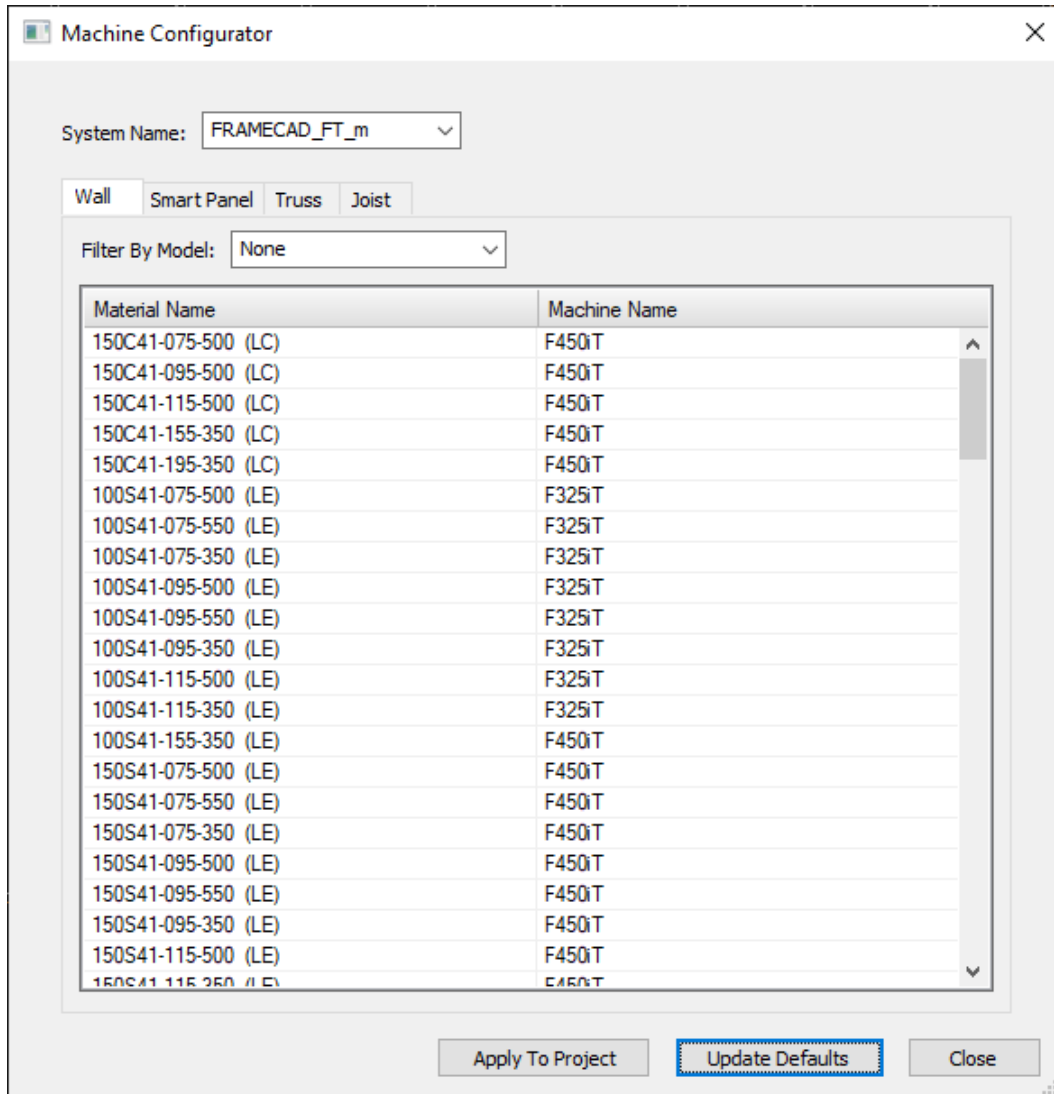 Machine Configurator
System Name: FRAMECAD_FT_m
Wall Smart Panel Truss Joist
Filter By Model: None
Material Name Machine Name
150C41-075-500 (LC) F450iT
150C41-095-500 (LC) F450iT
150C41-115-500 (LC) F450iT
150C41-155-350 (LC) F450iT
150C41-195-350 (LC) F450iT
100S41-075-500 (LE) F325iT
100S41-075-550 (LE) F325iT
100S41-075-350 (LE) F325iT
100S41-095-500 (LE) F325iT
100S41-095-550 (LE) F325iT
100S41-095-350 (LE) F325iT
100S41-115-500 (LE) F325iT
100S41-115-350 (LE) F325iT
100S41-155-350 (LE) F450iT
150S41-075-500 (LE) F450iT
150S41-075-550 (LE) F450iT
150S41-075-350 (LE) F450iT
150S41-095-500 (LE) F450iT
150S41-095-550 (LE) F450iT
150S41-095-350 (LE) F450iT
150S41-115-500 (LE) F450iT
150S41-115-350 (LE) F450iT
Apply To Project Update Defaults Close